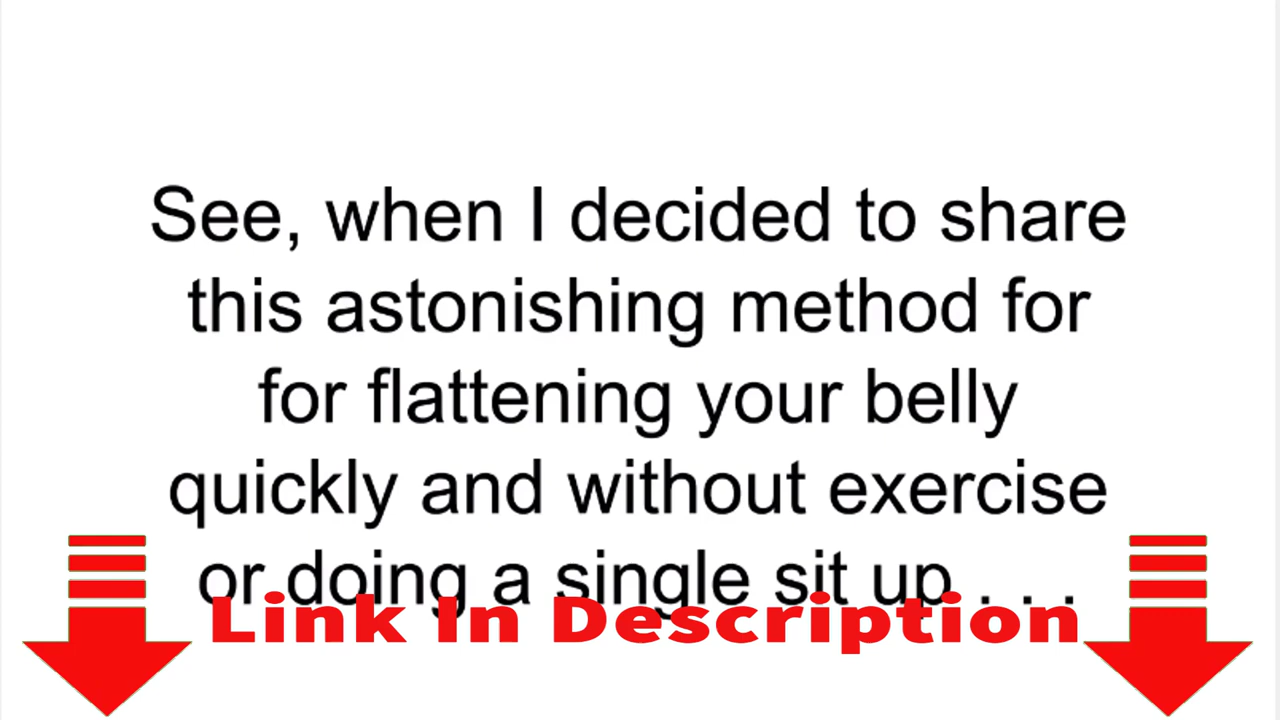 See, when I decided to share
this astonishing method for
for flattening your belly
quickly and without exercise
or doing a single sit up . . .
Link In Description